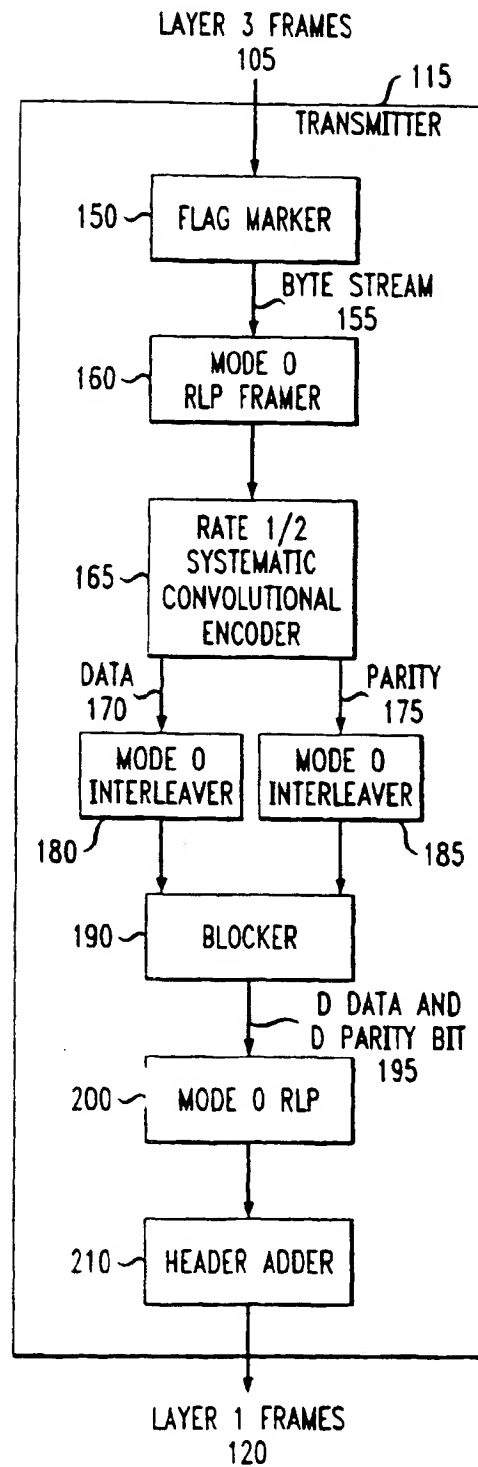 LAYER 3 FRAMES
105
115
TRANSMITTER
150
FLAG MARKER
BYTE STREAM
155
160
MODE 0
RLP FRAMER
165
RATE 1/2
SYSTEMATIC
CONVOLUTIONAL
ENCODER
DATA
170
PARITY
175
MODE 0
INTERLEAVER
180
MODE 0
INTERLEAVER
185
190
BLOCKER
D DATA AND
D PARITY BIT
195
200
MODE 0 RLP
210
HEADER ADDER
LAYER 1 FRAMES
120